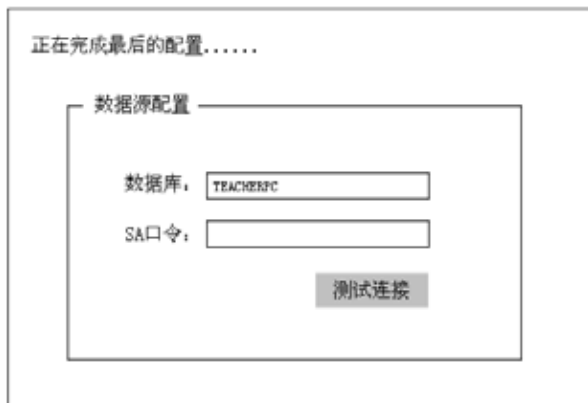 正在完成最后的配置......
数据源配置
数据库:
TEACHERPC
SA口令:
测试连接